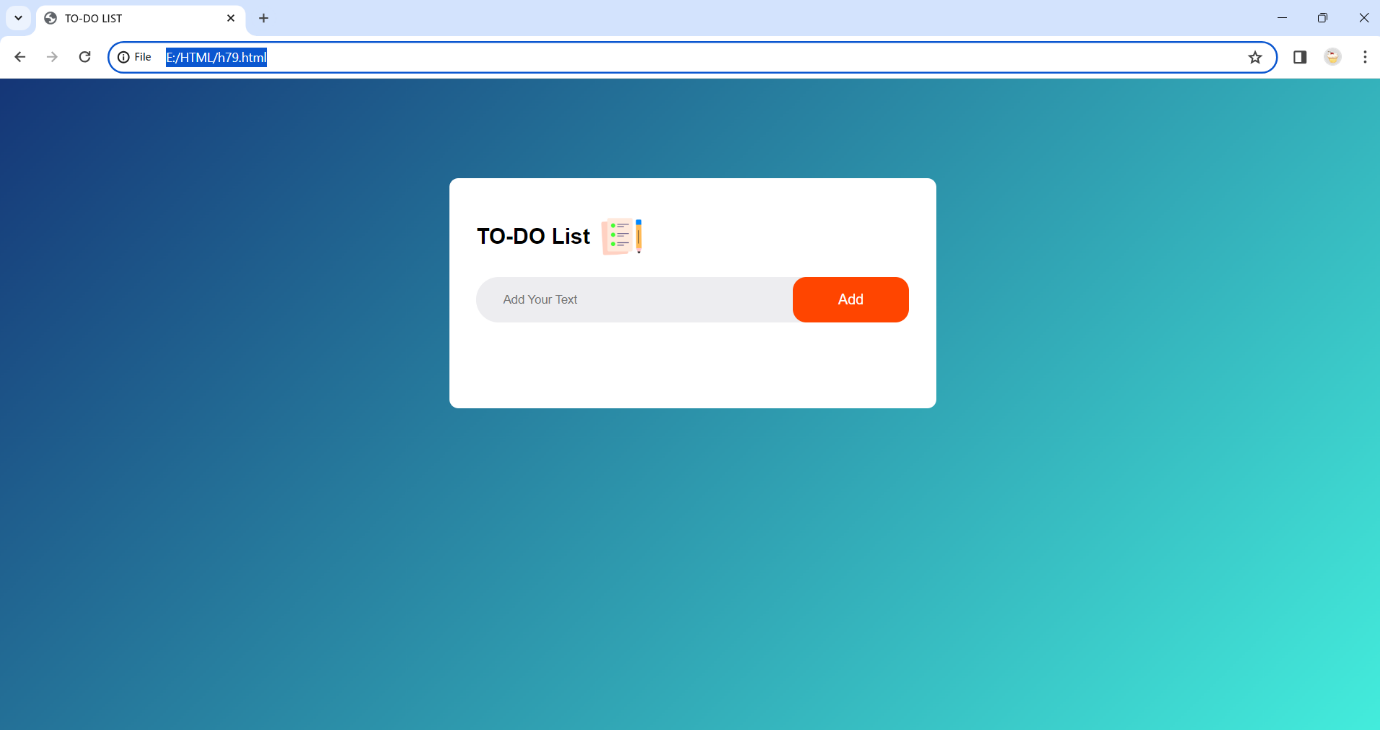 TO-DO LIST
File E:/HTML/h79.html
TO-DO List
Add Your Text
Add